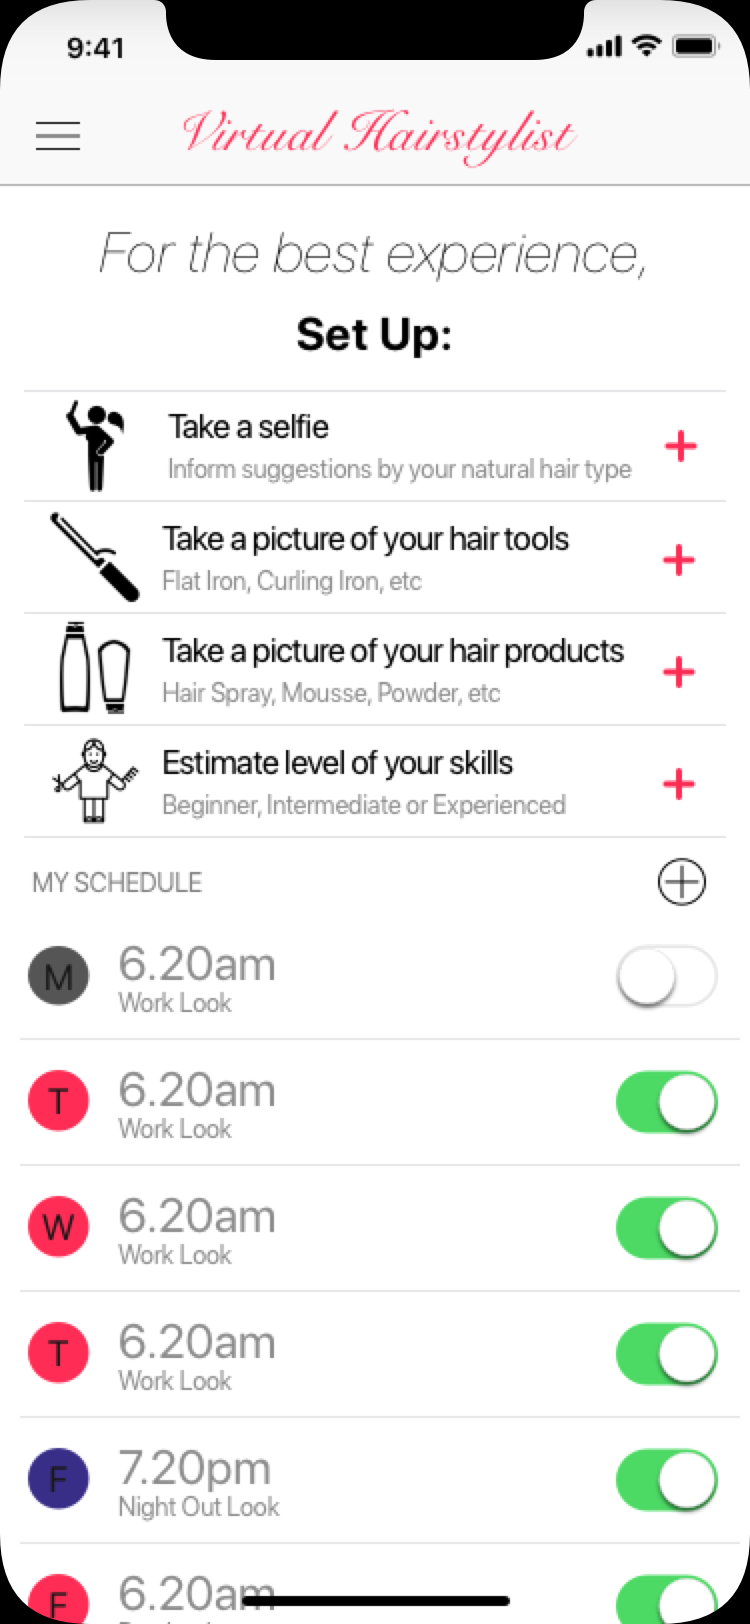 9:41
Virtual Hairstylist
For the best experience,
Set Up:
Take a selfie
Inform suggestions by your natural hair type
Take a picture of your hair tools
Flat Iron, Curling Iron, etc
Take a picture of your hair products
Hair Spray, Mousse, Powder, etc
Estimate level of your skills
Beginner, Intermediate or Experienced
MY SCHEDULE
M
6.20am
Work Look
T
6.20am
Work Look
W
6.20am
Work Look
T
6.20am
Work Look
F
7.20pm
Night Out Look
F
6.20am